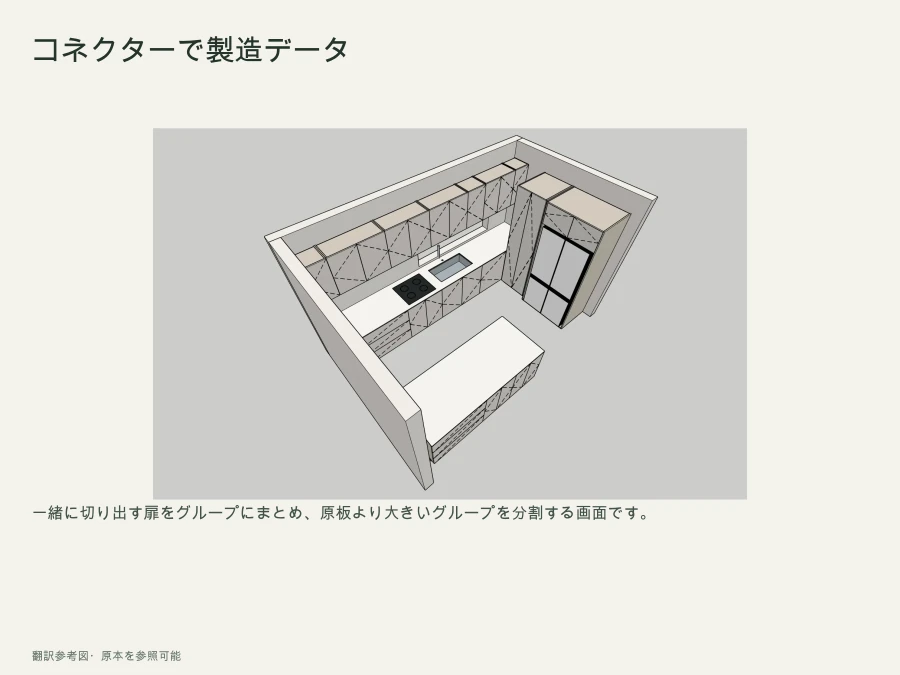 コネクターで製造データ
一緒に切り出す扉をグループにまとめ、原板より大きいグループを分割する画面です。
翻訳参考図· 原本を参照可能